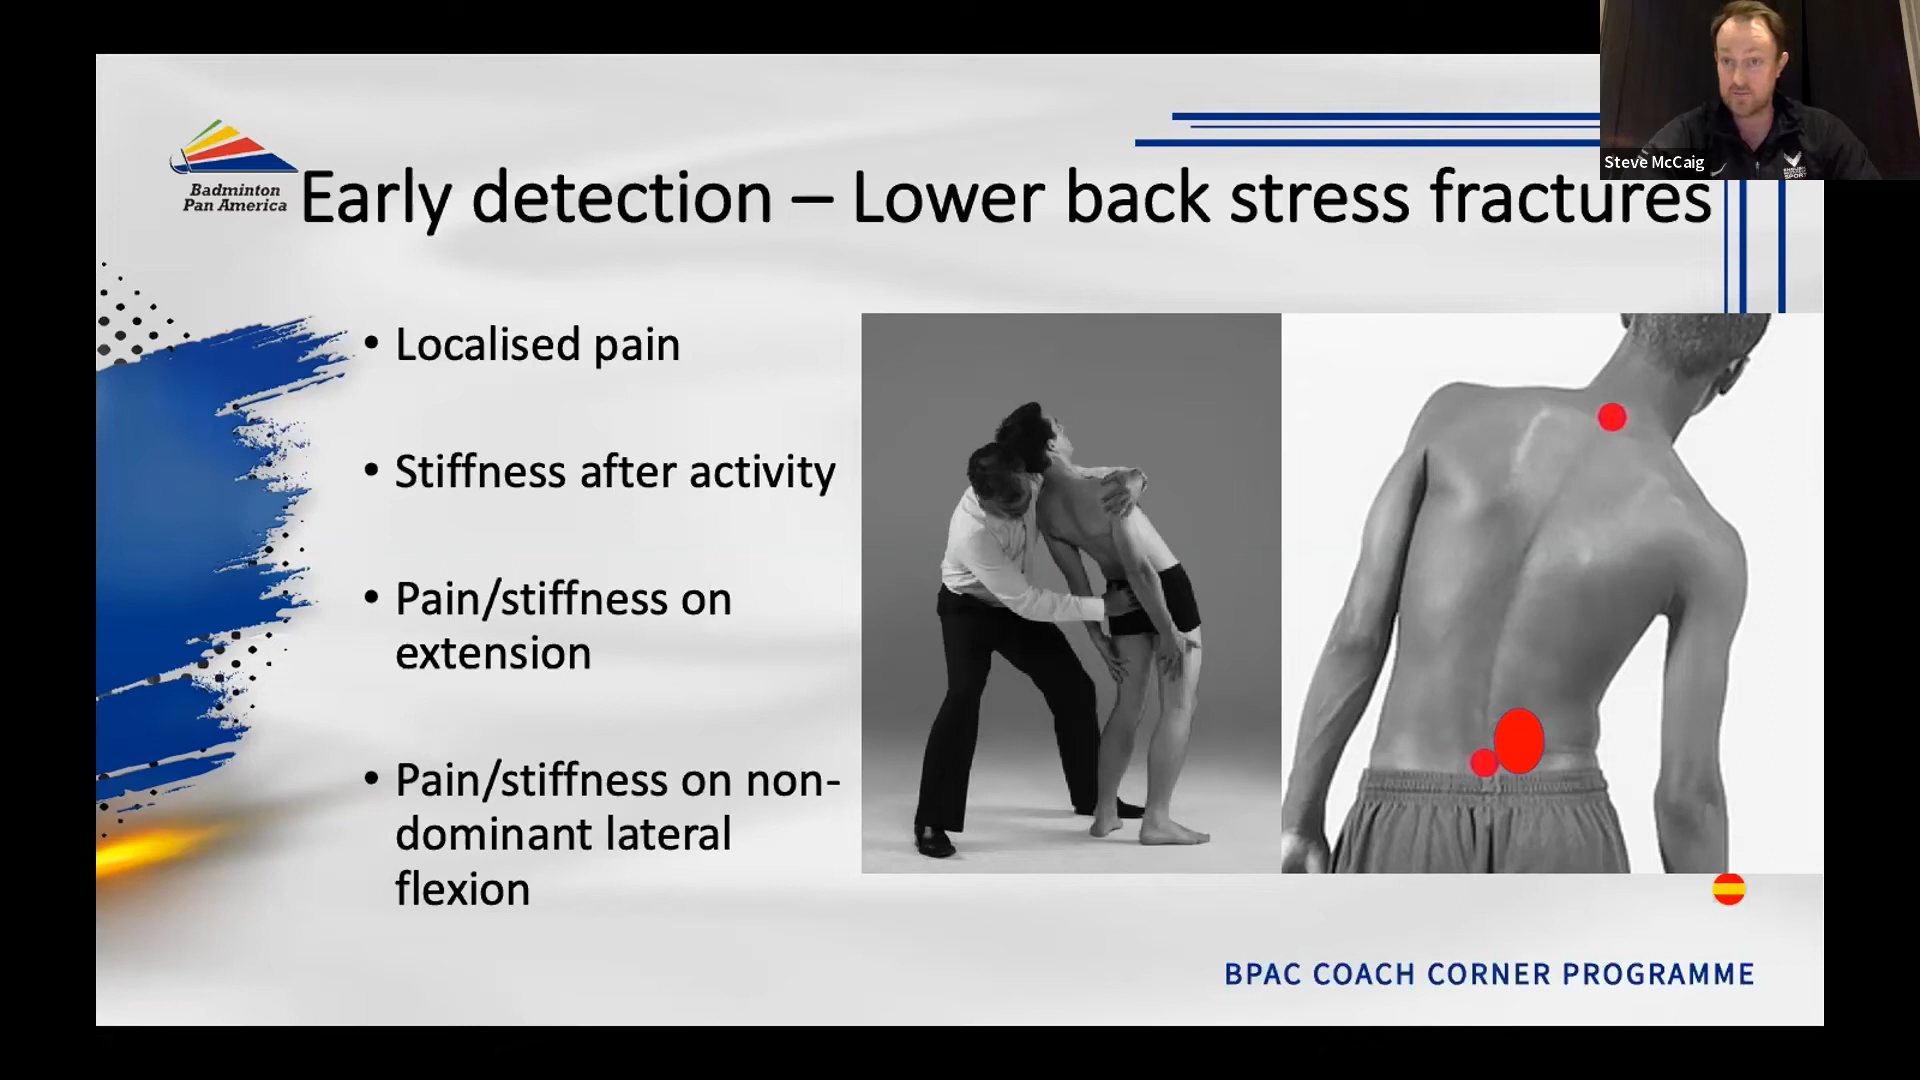 Steve McCaig
Badminton
Pan America
Early detection – Lower back stress fractures
• Localised pain
• Stiffness after activity
• Pain/stiffness on
extension
• Pain/stiffness on non-
dominant lateral
flexion
BPAC COACH CORNER PROGRAMME